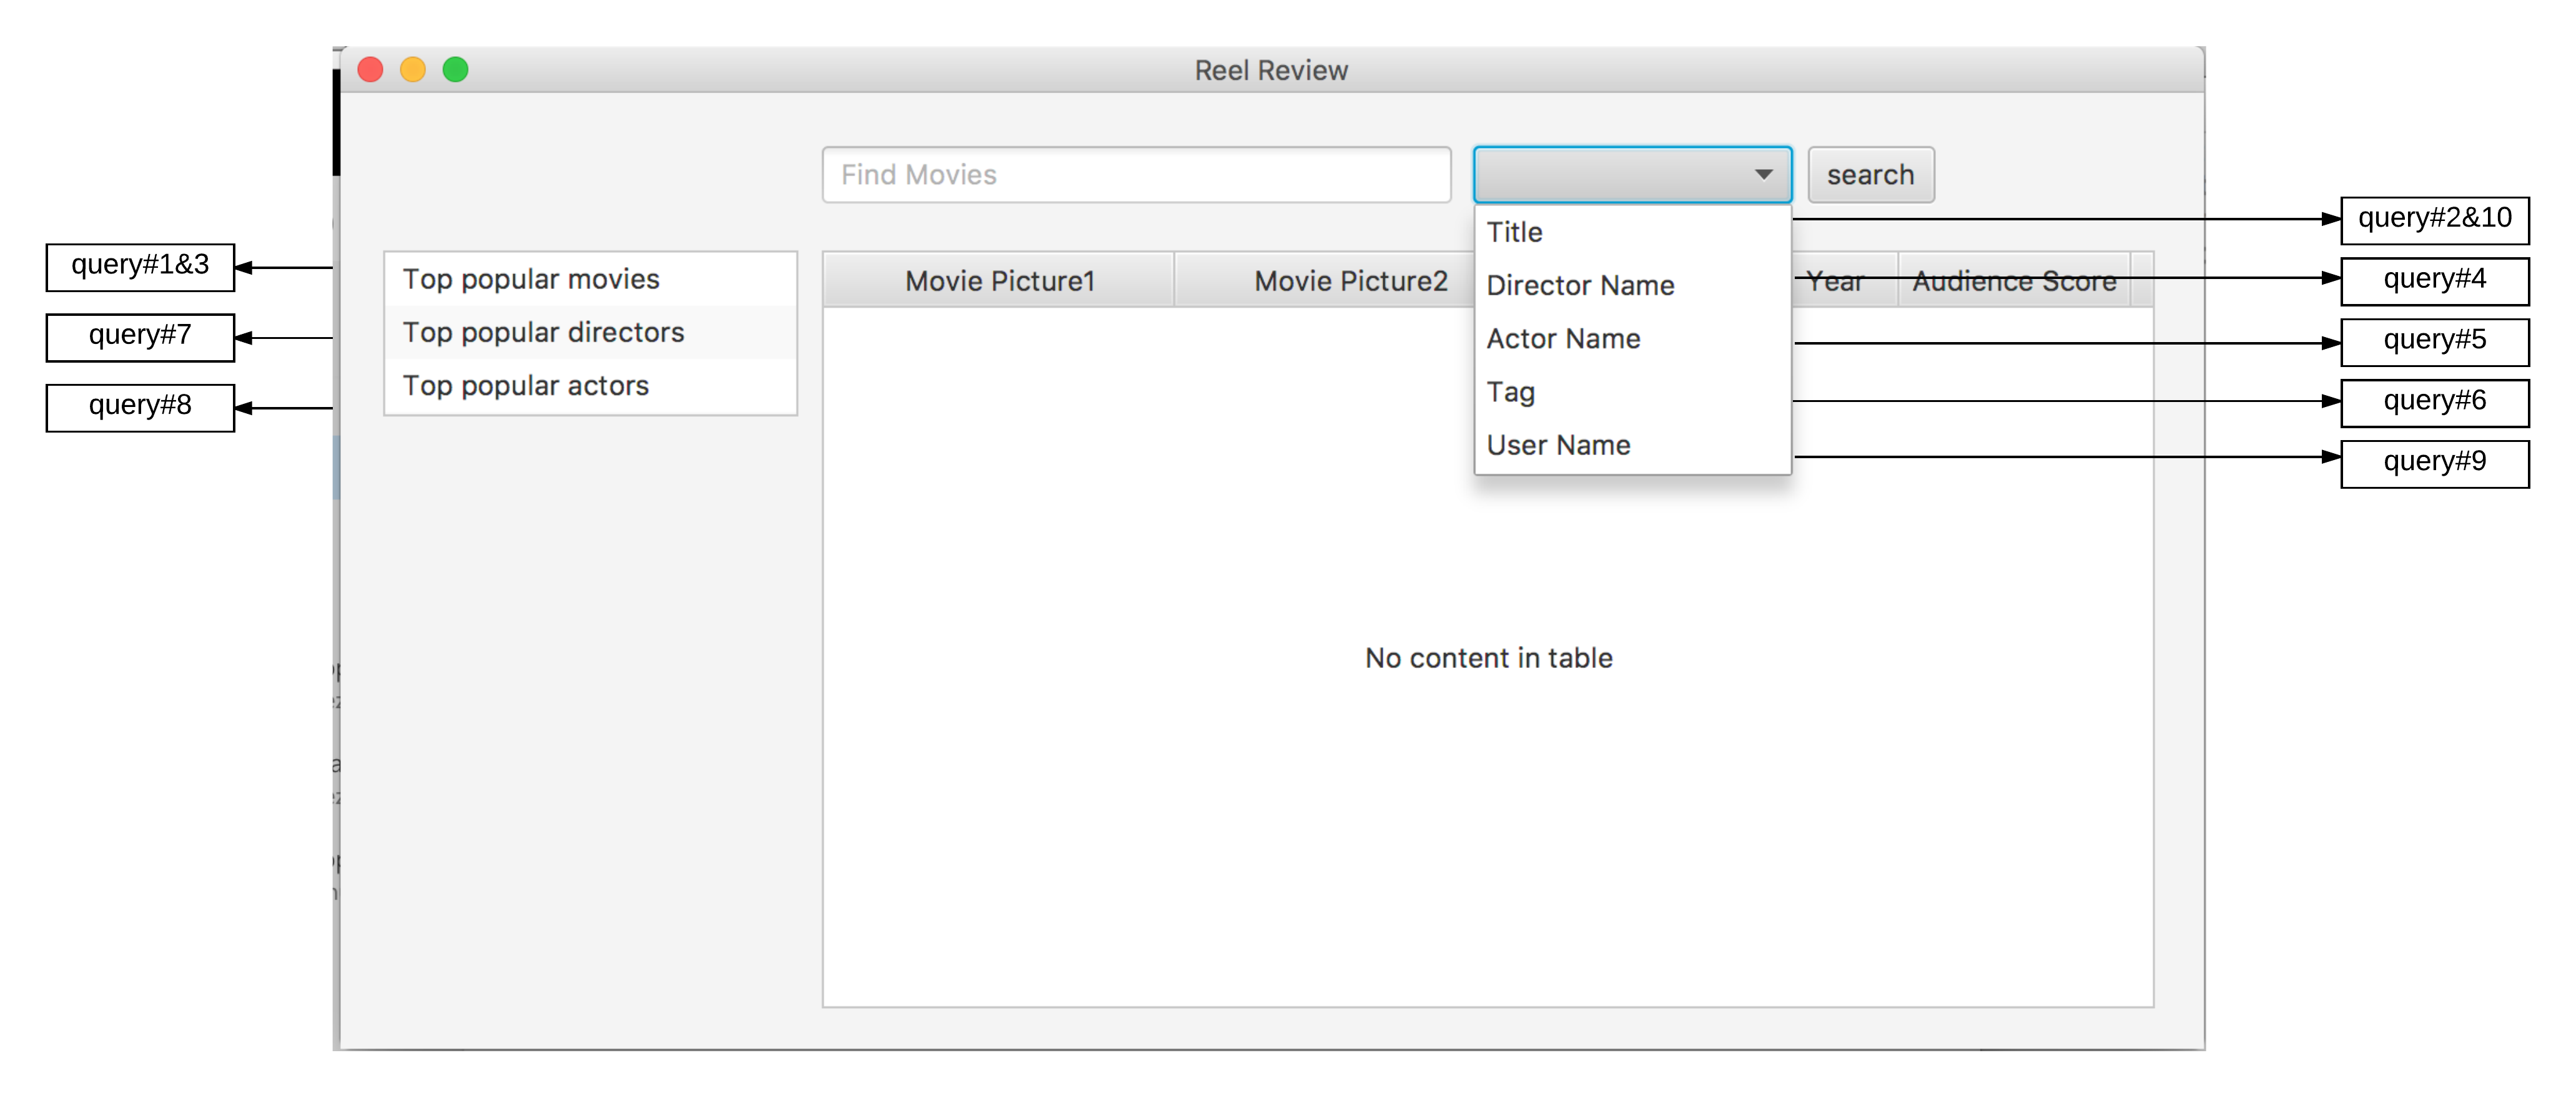 Reel Review
Find Movies
search
Title
Director Name
Actor Name
Tag
User Name
query#2&10
query#4
query#5
query#6
query#9
query#1&3
query#7
query#8
Top popular movies
Top popular directors
Top popular actors
Movie Picture1 Movie Picture2 Year Audience Score
No content in table